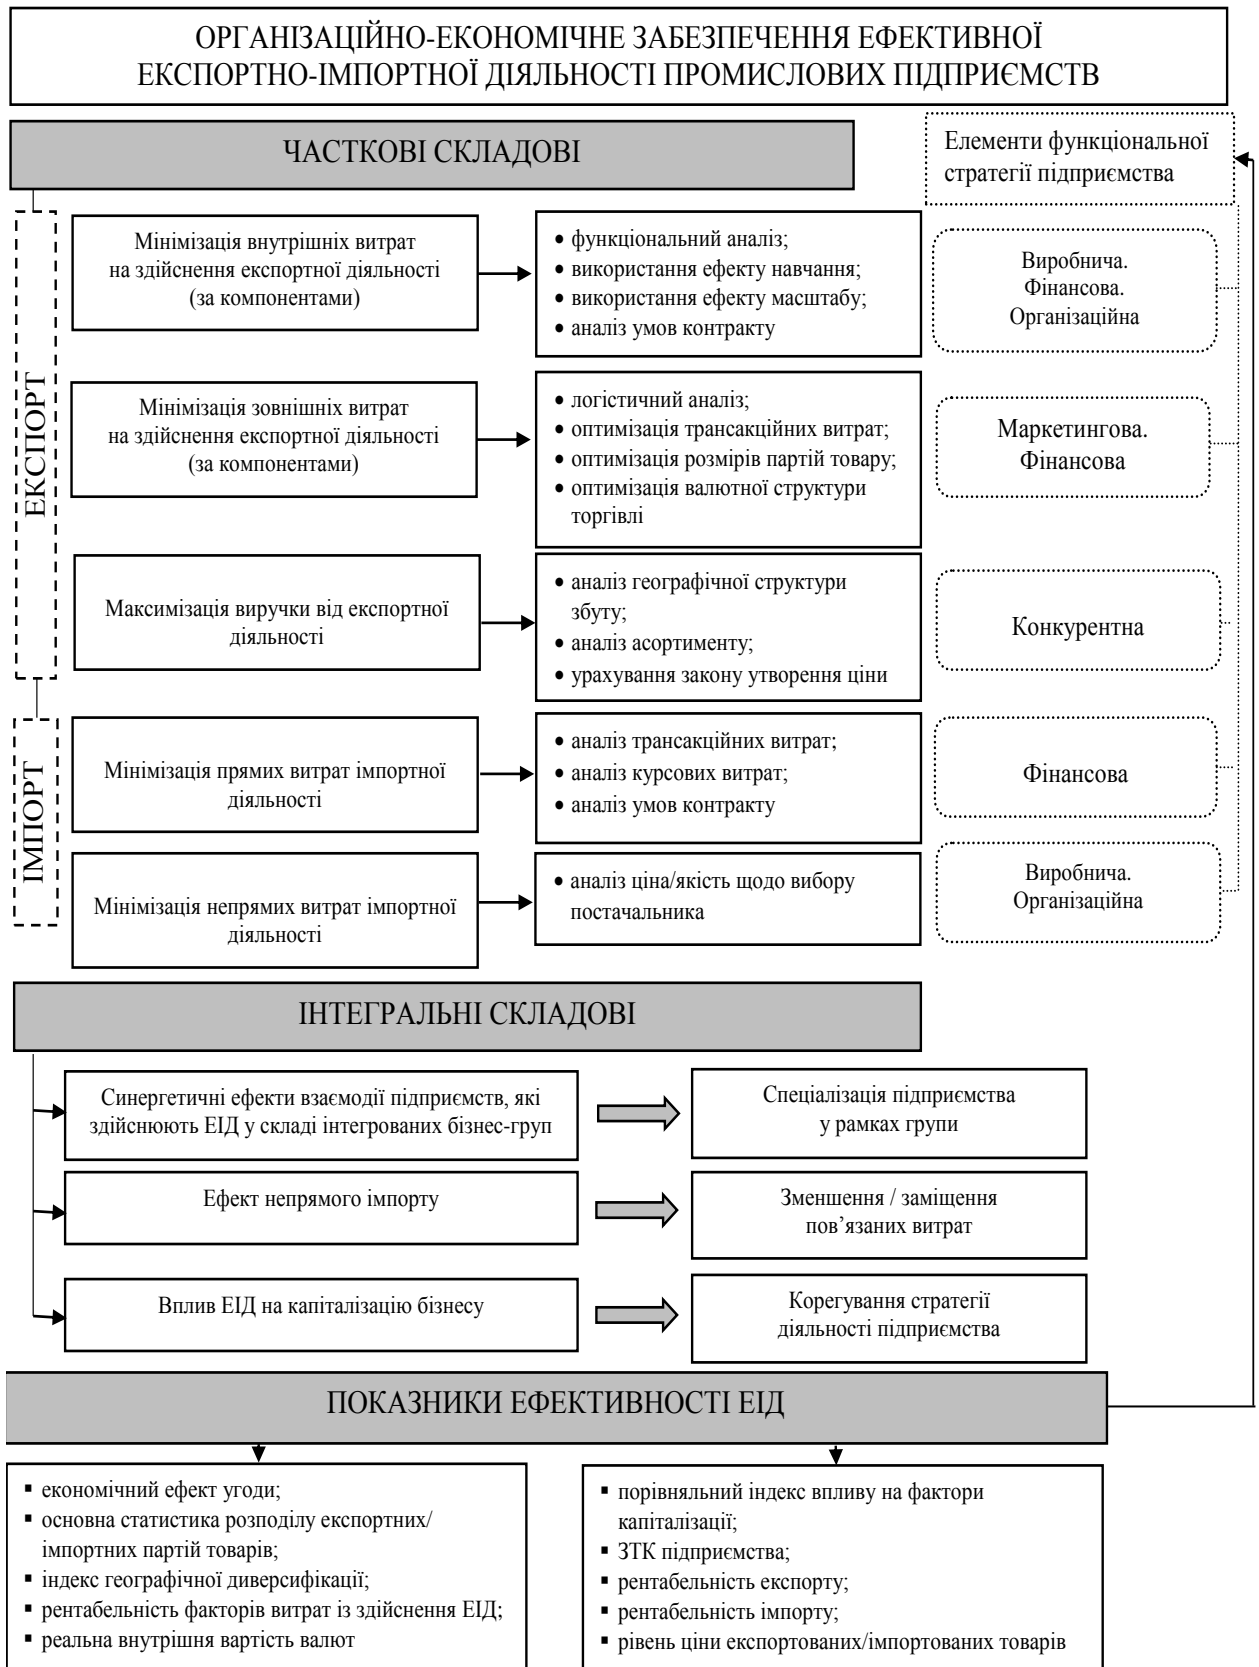 ОРГАНІЗАЦІЙНО-ЕКОНОМІЧНЕ ЗАБЕЗПЕЧЕННЯ ЕФЕКТИВНОЇ
ЕКСПОРТНО-ІМПОРТНОЇ ДІЯЛЬНОСТІ ПРОМИСЛОВИХ ПІДПРИЄМСТВ
ЧАСТКОВІ СКЛАДОВІ
Елементи функціональної
стратегії підприємства
ЕКСПОРТ
Мінімізація внутрішніх витрат
на здійснення експортної діяльності
(за компонентами)
• функціональний аналіз;
• використання ефекту навчання;
• використання ефекту масштабу;
• аналіз умов контракту
Виробнича.
Фінансова.
Організаційна
Мінімізація зовнішніх витрат
на здійснення експортної діяльності
(за компонентами)
• логістичний аналіз;
• оптимізація трансакційних витрат;
• оптимізація розмірів партій товару;
• оптимізація валютної структури
торгівлі
Маркетингова.
Фінансова
Максимізація виручки від експортної
діяльності
• аналіз географічної структури
збуту;
• аналіз асортименту;
• урахування закону утворення ціни
Конкурентна
ІМПОРТ
Мінімізація прямих витрат імпортної
діяльності
• аналіз трансакційних витрат;
• аналіз курсових витрат;
• аналіз умов контракту
Фінансова
Мінімізація непрямих витрат імпортної
діяльності
• аналіз ціна/якість щодо вибору
постачальника
Виробнича.
Організаційна
ІНТЕГРАЛЬНІ СКЛАДОВІ
Синергетичні ефекти взаємодії підприємств, які
здійснюють ЕІД у складі інтегрованих бізнес-груп
Спеціалізація підприємства
у рамках групи
Ефект непрямого імпорту
Зменшення / заміщення
пов’язаних витрат
Вплив ЕІД на капіталізацію бізнесу
Корегування стратегії
діяльності підприємства
ПОКАЗНИКИ ЕФЕКТИВНОСТІ ЕІД
▪ економічний ефект угоди;
▪ основна статистика розподілу експортних/
імпортних партій товарів;
▪ індекс географічної диверсифікації;
▪ рентабельність факторів витрат із здійснення ЕІД;
▪ реальна внутрішня вартість валют
▪ порівняльний індекс впливу на фактори
капіталізації;
▪ ЗТК підприємства;
▪ рентабельність експорту;
▪ рентабельність імпорту;
▪ рівень ціни експортованих/імпортованих товарів